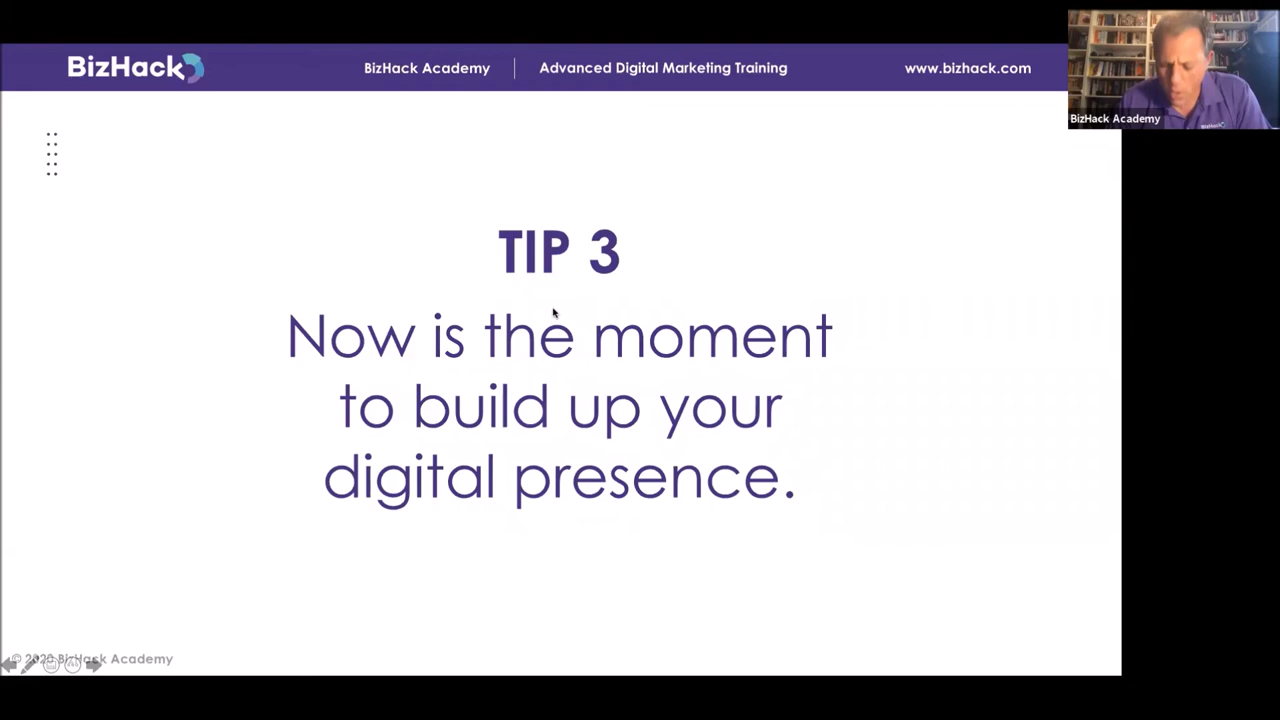 BizHack
BizHack Academy
Advanced Digital Marketing Training
www.bizhack.com
BizHack Academy
BizHack
TIP 3
Now is the moment
to build up your
digital presence.
© 2020 BizHack Academy